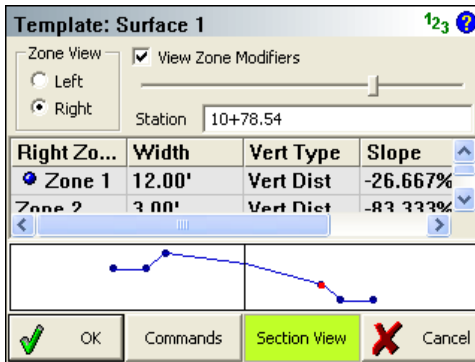 Template: Surface 1 123 ?
Zone View
Left
Right
View Zone Modifiers
Station 10+78.54
Right Zo... Width Vert Type Slope
Zone 1 12.00' Vert Dist -26.667%
Zone 2 3.00' Vert Dist -83.333%
OK Commands Section View Cancel